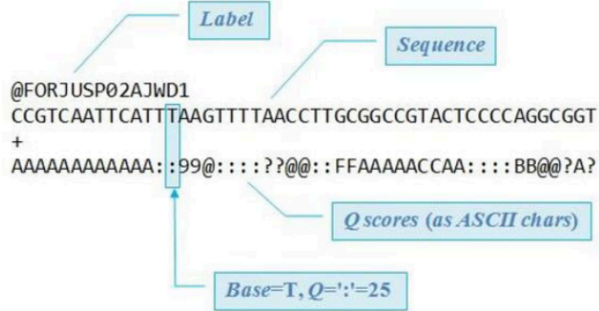 Label
Sequence
@FORJUSP02AJWD1
CCGTCAATTCATTTAAGTTTTAACCTTGCGGCCGTACTCCCCAGGCGGT
+
AAAAAAAAAAAA::99@::::??@@::FFAAAAACCAA::::BB@@?A?
Q scores (as ASCII chars)
Base=T, Q=':'=25